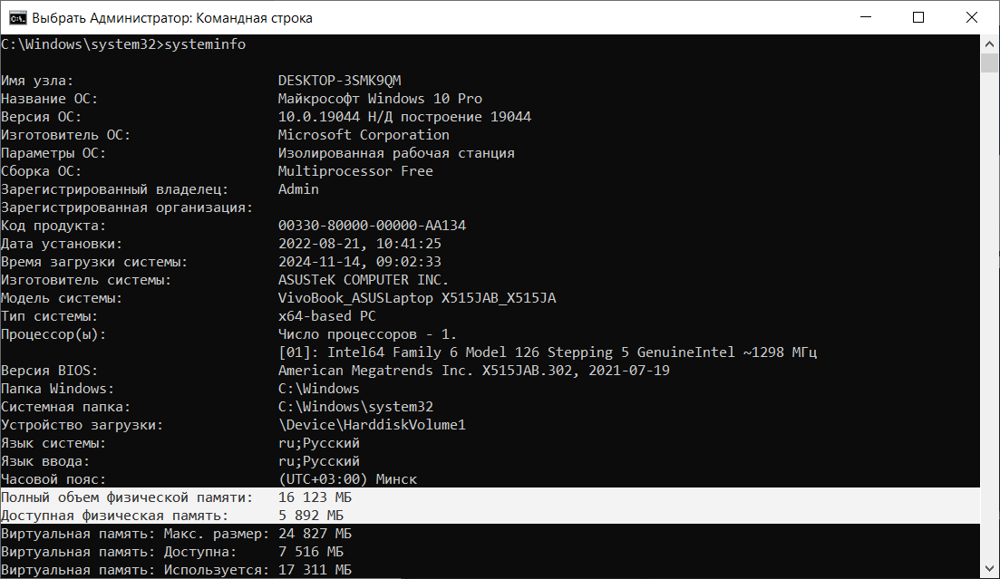 Выбрать Администратор: Командная строка
C:\Windows\system32>systeminfo
Имя узла: DESKTOP-3SMK9QM
Название ОС: Майкрософт Windows 10 Pro
Версия ОС: 10.0.19044 Н/Д построение 19044
Изготовитель ОС: Microsoft Corporation
Параметры ОС: Изолированная рабочая станция
Сборка ОС: Multiprocessor Free
Зарегистрированный владелец: Admin
Зарегистрированная организация:
Код продукта: 00330-80000-00000-AA134
Дата установки: 2022-08-21, 10:41:25
Время загрузки системы: 2024-11-14, 09:02:33
Изготовитель системы: ASUSTeK COMPUTER INC.
Модель системы: VivoBook_ASUSLaptop X515JAB_X515JA
Тип системы: x64-based PC
Процессор(ы): Число процессоров - 1.
[01]: Intel64 Family 6 Model 126 Stepping 5 GenuineIntel ~1298 МГц
Версия BIOS: American Megatrends Inc. X515JAB.302, 2021-07-19
Папка Windows: C:\Windows
Системная папка: C:\Windows\system32
Устройство загрузки: \Device\HarddiskVolume1
Язык системы: ru;Русский
Язык ввода: ru;Русский
Часовой пояс: (UTC+03:00) Минск
Полный объем физической памяти: 16 123 МБ
Доступная физическая память: 5 892 МБ
Виртуальная память: Макс. размер: 24 827 МБ
Виртуальная память: Доступна: 7 516 МБ
Виртуальная память: Используется: 17 311 МБ